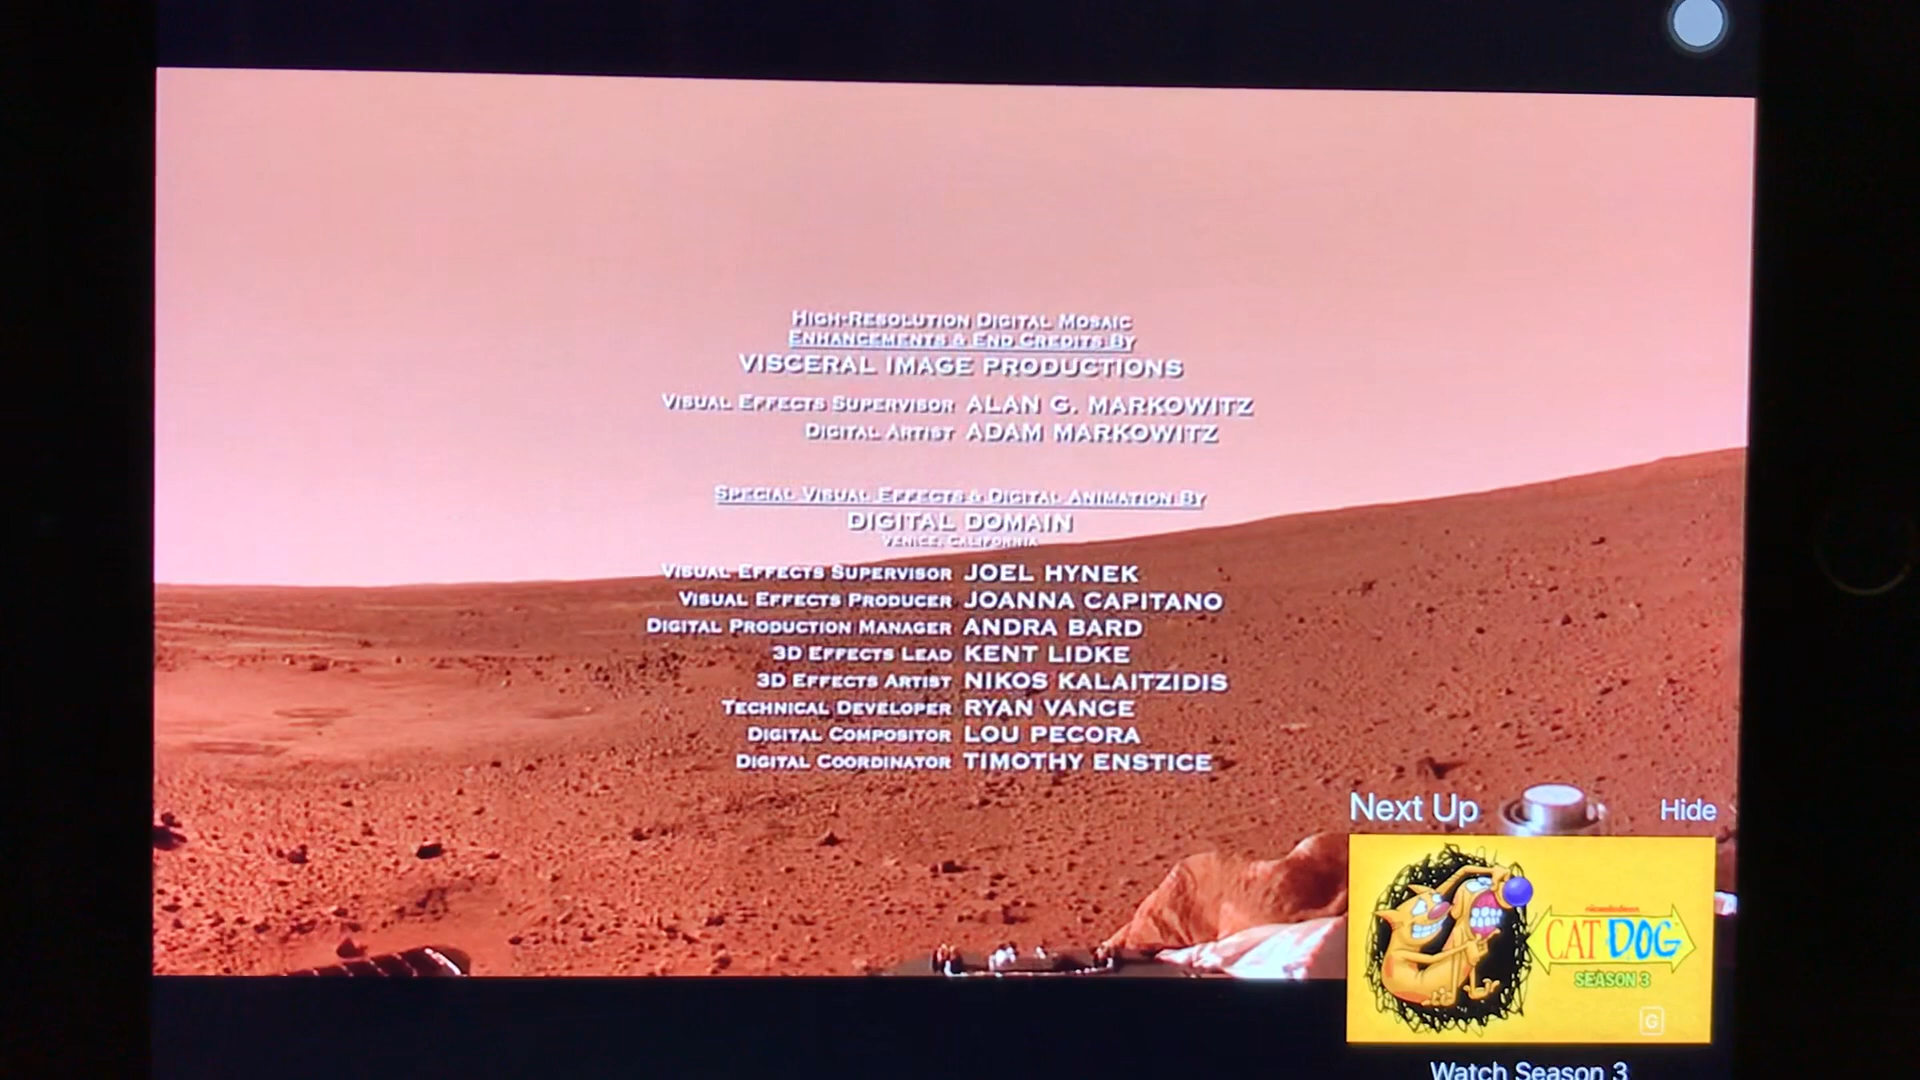 HIGH-RESOLUTION DIGITAL MOSAIC
ENHANCEMENTS & END CREDITS BY
VISCERAL IMAGE PRODUCTIONS
VISUAL EFFECTS SUPERVISOR ALAN G. MARKOWITZ
DIGITAL ARTIST ADAM MARKOWITZ
SPECIAL VISUAL EFFECTS & DIGITAL ANIMATION BY
DIGITAL DOMAIN
VENICE, CALIFORNIA
VISUAL EFFECTS SUPERVISOR JOEL HYNEK
VISUAL EFFECTS PRODUCER JOANNA CAPITANO
DIGITAL PRODUCTION MANAGER ANDRA BARD
3D EFFECTS LEAD KENT LIDKE
3D EFFECTS ARTIST NIKOS KALAITZIDIS
TECHNICAL DEVELOPER RYAN VANCE
DIGITAL COMPOSITOR LOU PECORA
DIGITAL COORDINATOR TIMOTHY ENSTICE
Next Up Hide
nickelodeon
CATDOG
SEASON 3
G
Watch Season 3